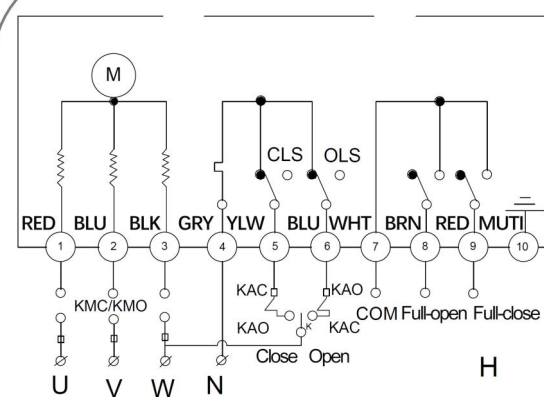 M
CLS OLS
RED BLU BLK GRY YLW BLU WHT BRN RED MUTI
1 2 3 4 5 6 7 8 9 10
KAC KAO
KMC/KMO KAO K KAC COM Full-open Full-close
Close Open
U V W N H